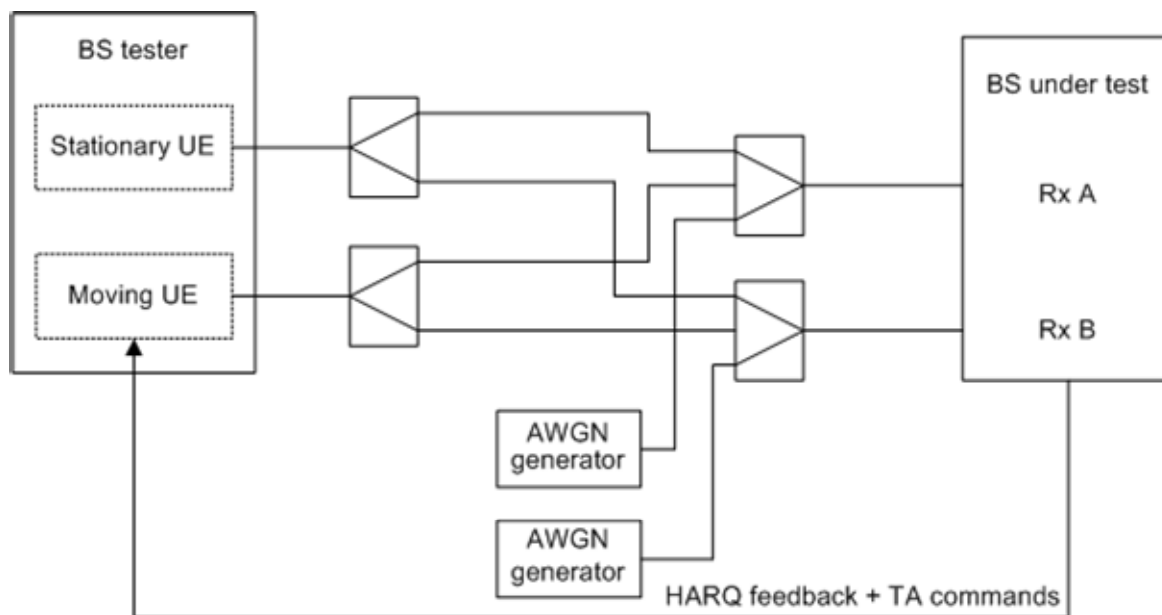 BS tester
Stationary UE
Moving UE
BS under test
Rx A
Rx B
AWGN
generator
AWGN
generator
HARQ feedback + TA commands